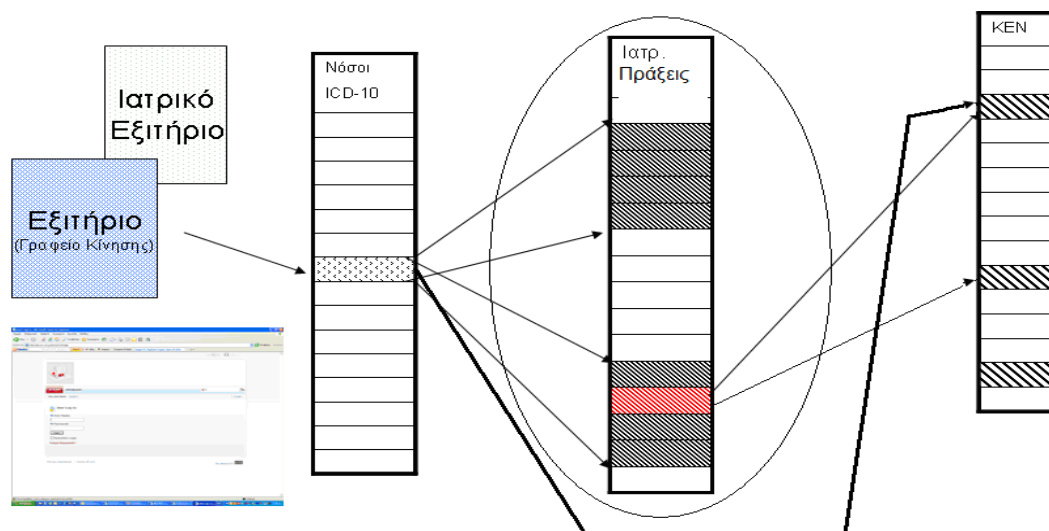 Ιατρικό
Εξιτήριο
Εξιτήριο
(Γραφείο Κίνησης)
Νόσοι
ICD-10
Ιατρ.
Πράξεις
ΚΕΝ